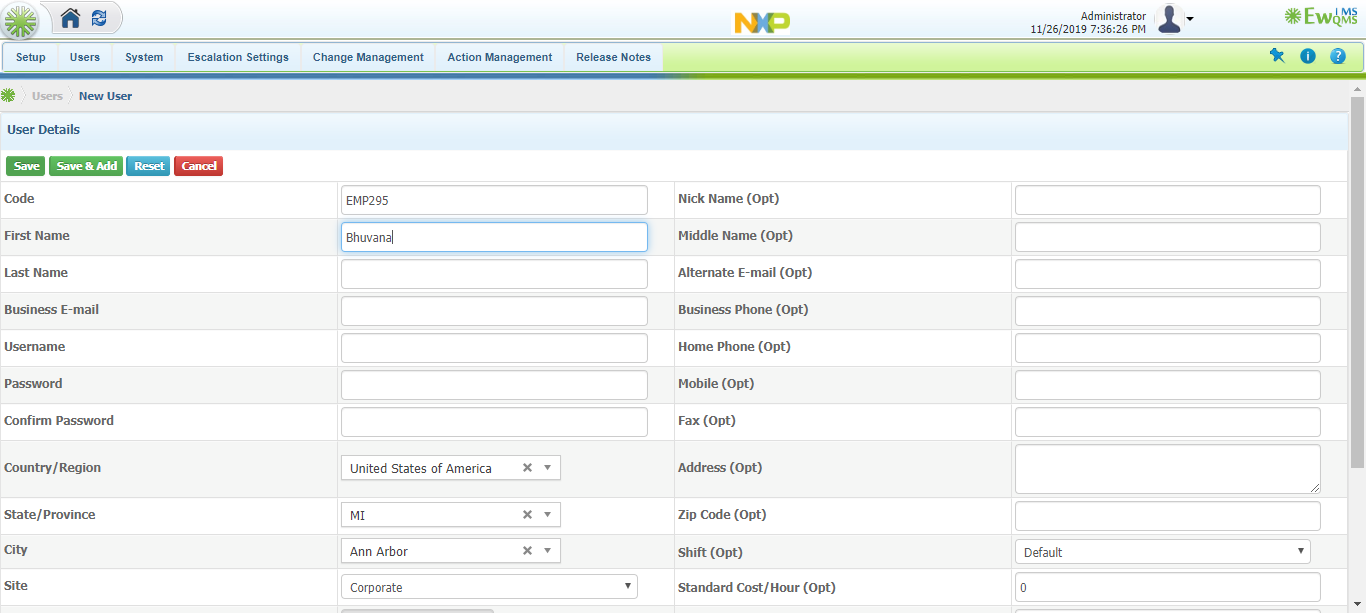 NXP
Administrator
11/26/2019 7:36:26 PM
EwQMS
iMS
Setup Users System Escalation Settings Change Management Action Management Release Notes
Users New User
User Details
Save Save & Add Reset Cancel
Code EMP295 Nick Name (Opt)
First Name Bhuvana Middle Name (Opt)
Last Name Alternate E-mail (Opt)
Business E-mail Business Phone (Opt)
Username Home Phone (Opt)
Password Mobile (Opt)
Confirm Password Fax (Opt)
Country/Region United States of America Address (Opt)
State/Province MI Zip Code (Opt)
City Ann Arbor Shift (Opt) Default
Site Corporate Standard Cost/Hour (Opt) 0